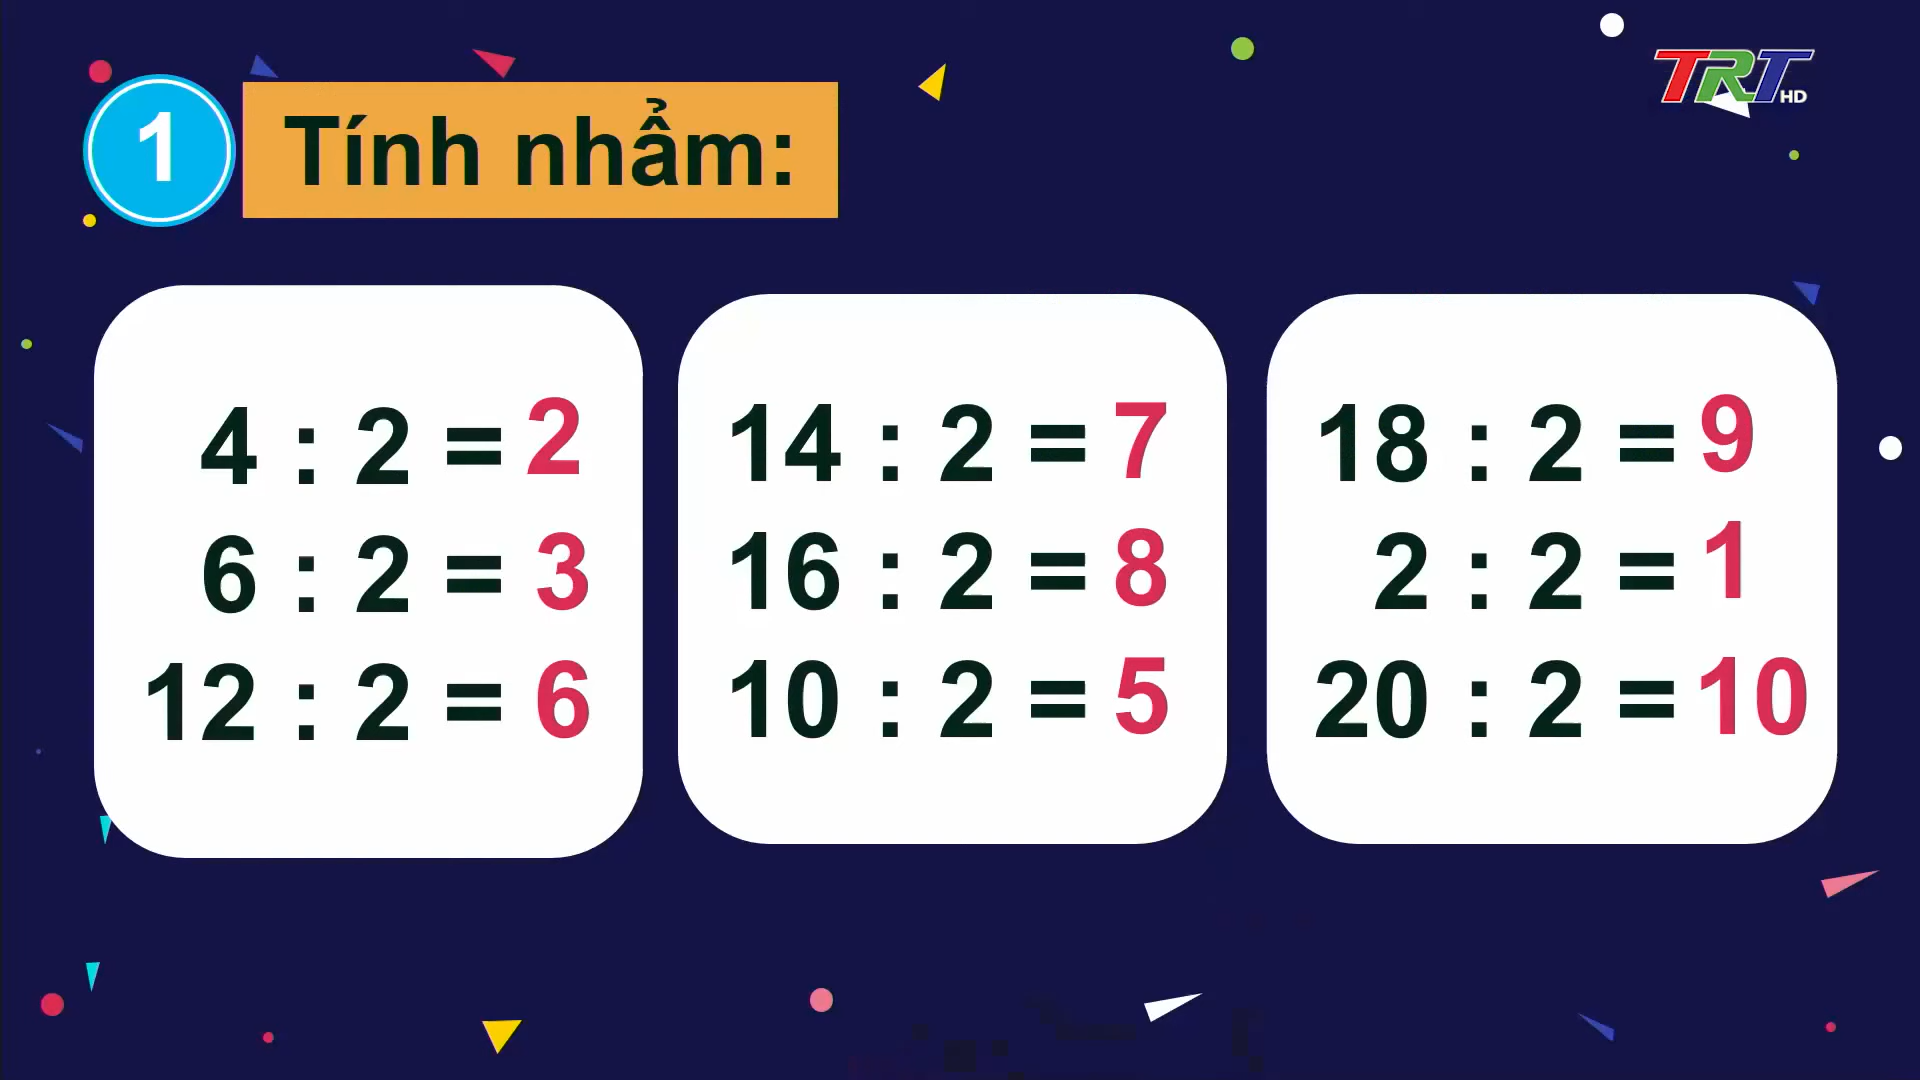 1 Tính nhẩm:
TRT HD
4 : 2 = 2
6 : 2 = 3
12 : 2 = 6
14 : 2 = 7
16 : 2 = 8
10 : 2 = 5
18 : 2 = 9
2 : 2 = 1
20 : 2 = 10